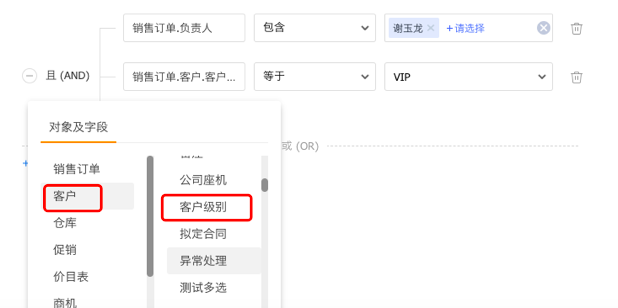 销售订单.负责人 包含 谢玉龙 × +请选择
且 (AND) 销售订单.客户.客户... 等于 VIP
或 (OR)
对象及字段
+
销售订单
公司座机
客户
客户级别
仓库
拟定合同
促销
异常处理
价目表
测试多选
商机